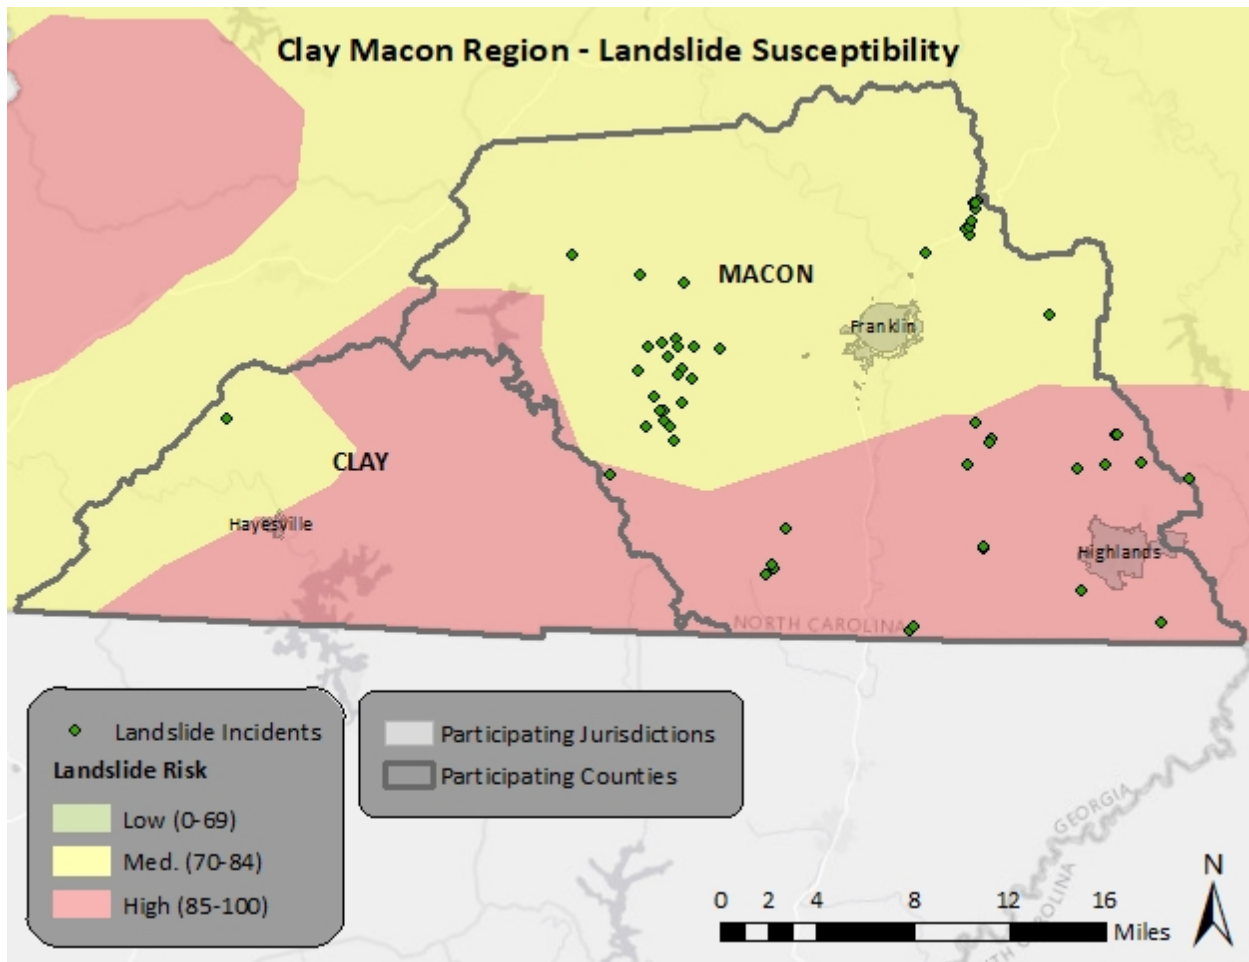 Clay Macon Region - Landslide Susceptibility
MACON
Franklin
CLAY
Hayesville
Highlands
NORTH CAROLINA
Landslide Incidents
Landslide Risk
Low (0-69)
Med. (70-84)
High (85-100)
Participating Jurisdictions
Participating Counties
GEORGIA
CAROLINA
N
0 2 4 8 12 16
Miles